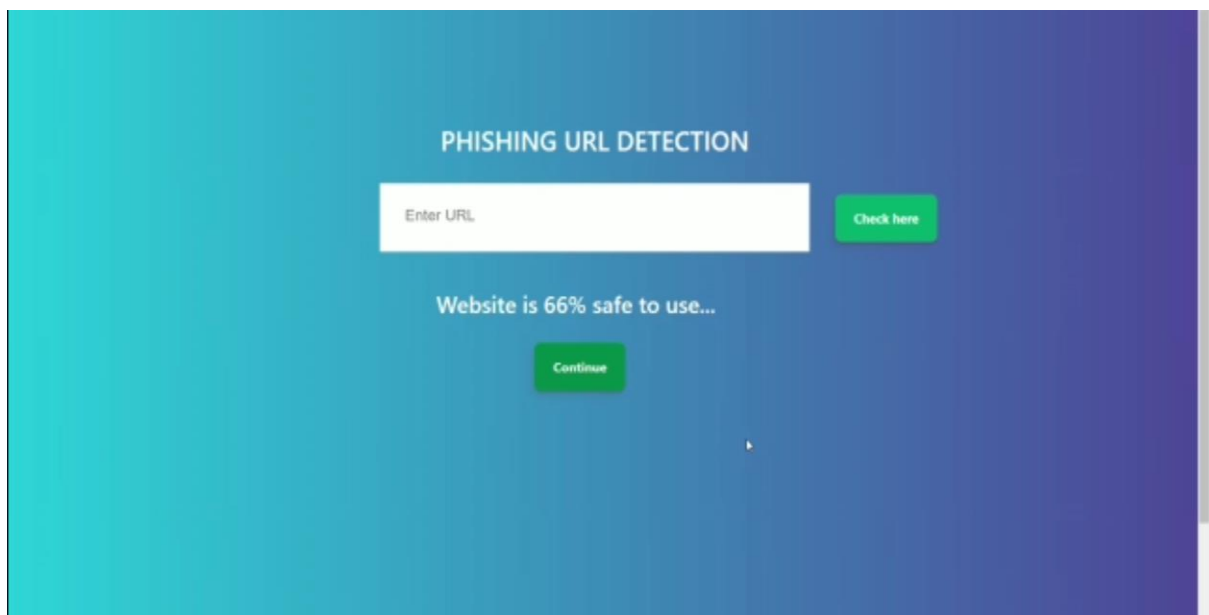 PHISHING URL DETECTION
Enter URL
Check here
Website is 66% safe to use...
Continue